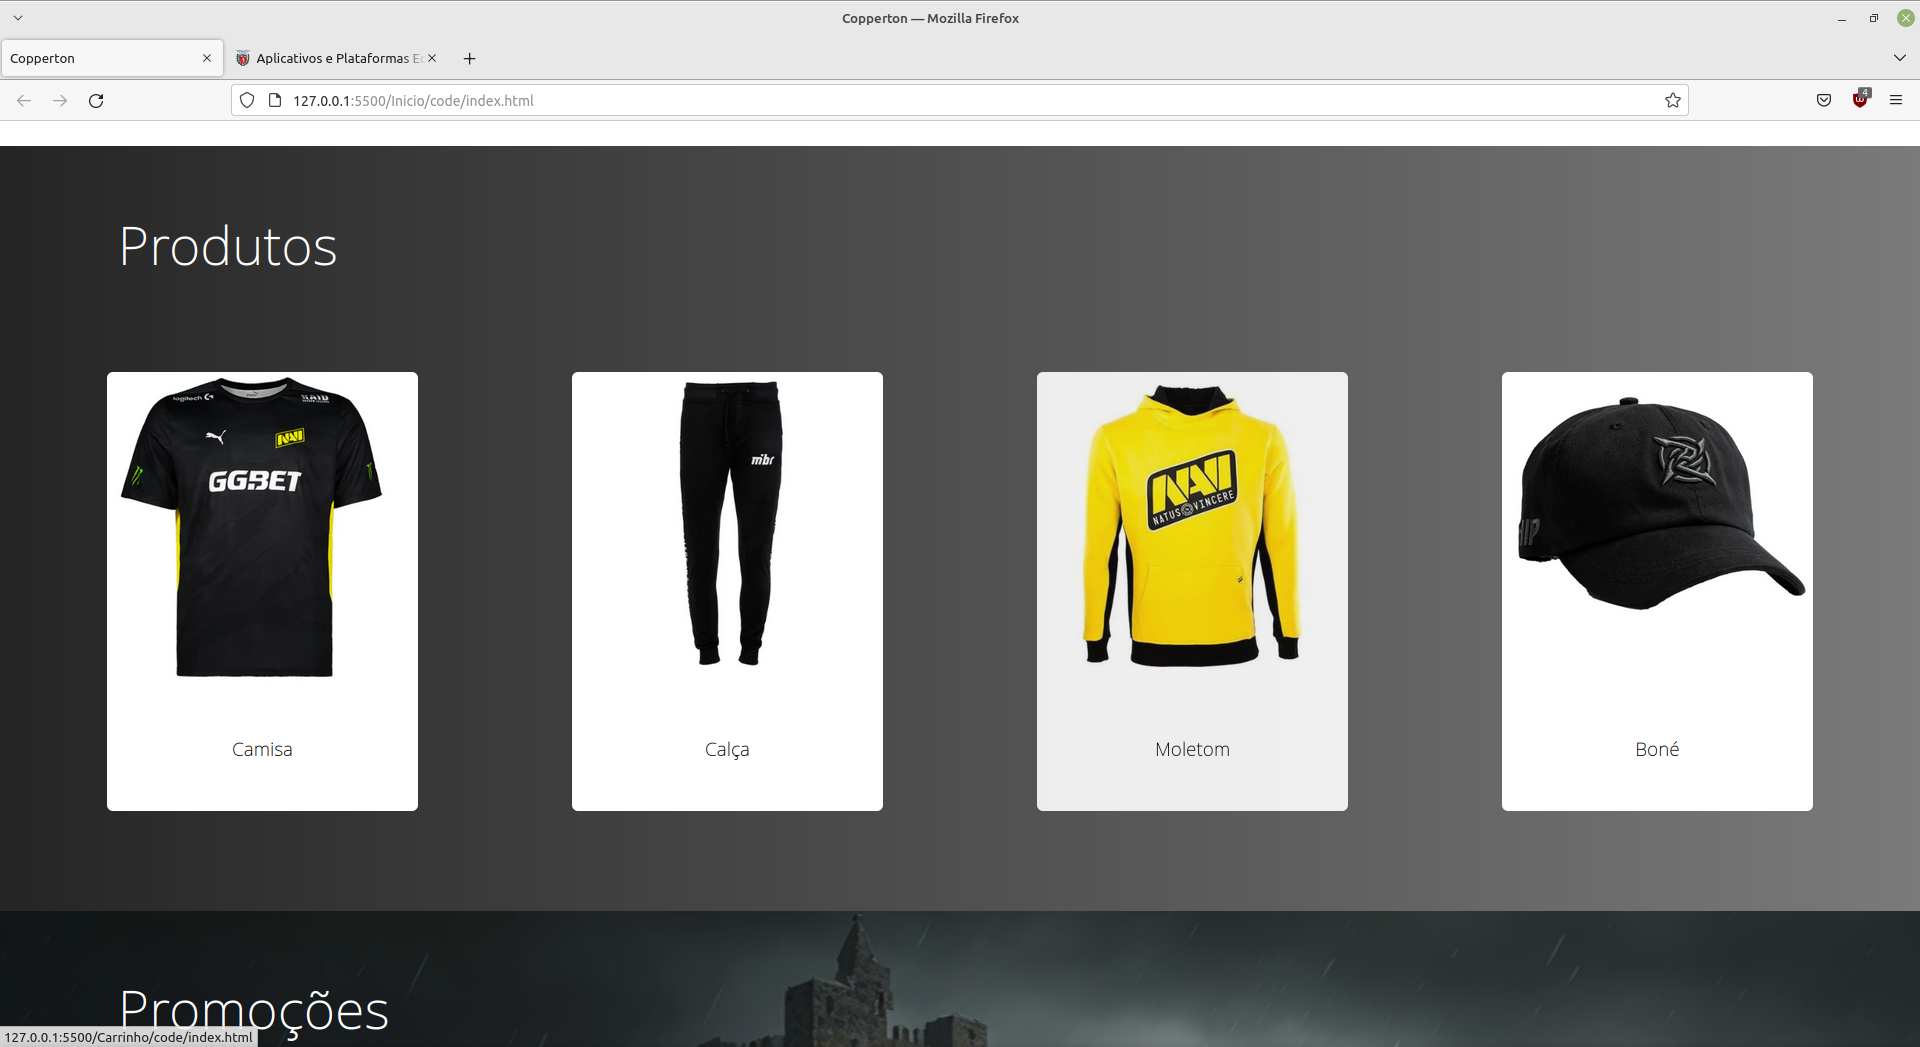 Copperton — Mozilla Firefox
Copperton
Aplicativos e Plataformas
127.0.0.1:5500/Inicio/code/index.html
4
Produtos
logitech G
NAVI
GGBET
mibr
NAVI
NATUS VINCERE
Camisa
Calça
Moletom
Boné
Promoções
127.0.0.1:5500/Carrinho/code/index.html